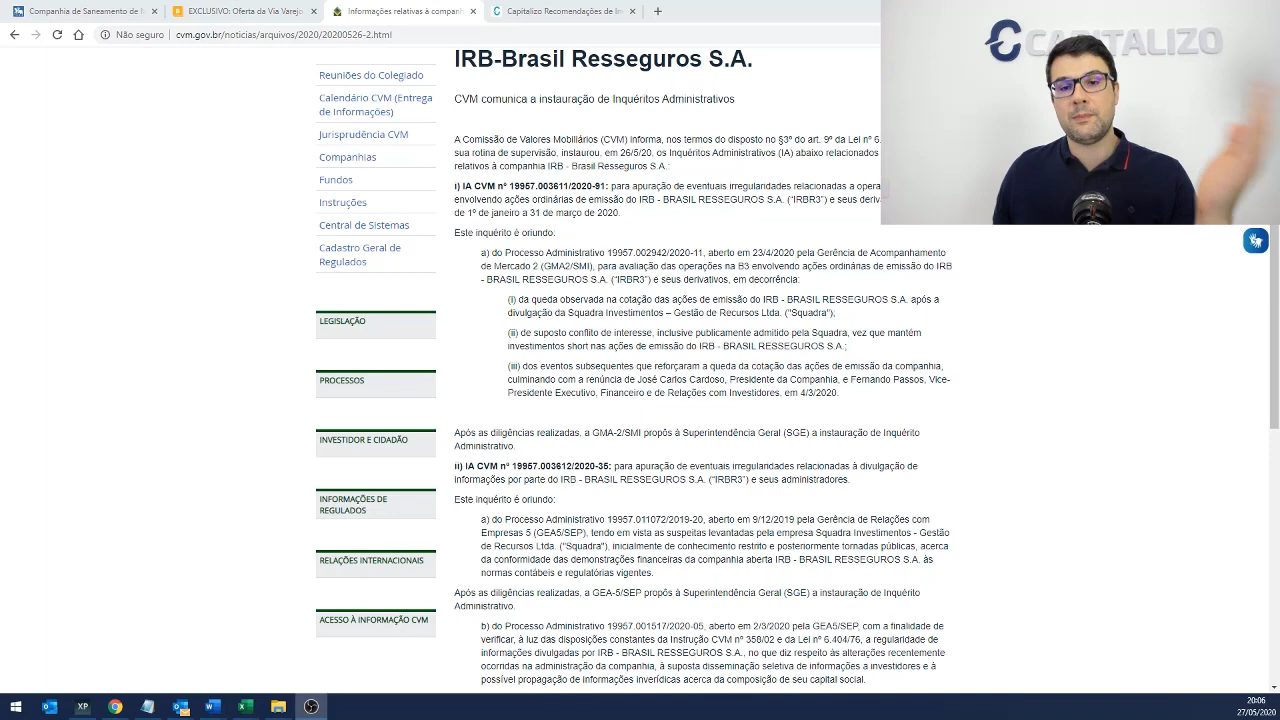 Companhia de Saneamento de M
EXCLUSIVO: Oferta da Via Varejo
Informações relativas à companh
Capitalizo Recomendações de In
Não seguro
cvm.gov.br/noticias/arquivos/2016/20200526-2.html
CAPITALIZO
IRB-Brasil Resseguros S.A.
CVM comunica a instauração de Inquéritos Administrativos
A Comissão de Valores Mobiliários (CVM) informa, nos termos do disposto no §3º do art. 9º da Lei nº 6.
sua rotina de supervisão, instaurou, em 26/5/20, os Inquéritos Administrativos (IA) abaixo relacionados
relativos à companhia IRB - Brasil Resseguros S.A.:
i) IA CVM nº 19957.003611/2020-91: para apuração de eventuais irregularidades relacionadas a opera
envolvendo ações ordinárias de emissão do IRB - BRASIL RESSEGUROS S.A. ("IRBR3") e seus deriv
de 1º de janeiro a 31 de março de 2020.
Este inquérito é oriundo:
a) do Processo Administrativo 19957.002942/2020-11, aberto em 23/4/2020 pela Gerência de Acompanhamento
de Mercado 2 (GMA2/SMI), para avaliação das operações na B3 envolvendo ações ordinárias de emissão do IRB
- BRASIL RESSEGUROS S.A. ("IRBR3") e seus derivativos, em decorrência:
(i) da queda observada na cotação das ações de emissão do IRB - BRASIL RESSEGUROS S.A. após a
divulgação da Squadra Investimentos – Gestão de Recursos Ltda. ("Squadra");
(ii) de suposto conflito de interesse, inclusive publicamente admitido pela Squadra, vez que mantém
investimentos short nas ações de emissão do IRB - BRASIL RESSEGUROS S.A.;
(iii) dos eventos subsequentes que reforçaram a queda da cotação das ações de emissão da companhia,
culminando com a renúncia de José Carlos Cardoso, Presidente da Companhia, e Fernando Passos, Vice-
Presidente Executivo, Financeiro e de Relações com Investidores, em 4/3/2020.
Após as diligências realizadas, a GMA-2/SMI propôs à Superintendência Geral (SGE) a instauração de Inquérito
Administrativo.
ii) IA CVM nº 19957.003612/2020-35: para apuração de eventuais irregularidades relacionadas à divulgação de
informações por parte do IRB - BRASIL RESSEGUROS S.A. ("IRBR3") e seus administradores.
Este inquérito é oriundo:
a) do Processo Administrativo 19957.011072/2019-20, aberto em 9/12/2019 pela Gerência de Relações com
Empresas 5 (GEA5/SEP), tendo em vista as suspeitas levantadas pela empresa Squadra Investimentos - Gestão
de Recursos Ltda. ("Squadra"), inicialmente de conhecimento restrito e posteriormente tornadas públicas, acerca
da conformidade das demonstrações financeiras da companhia aberta IRB - BRASIL RESSEGUROS S.A. às
normas contábeis e regulatórias vigentes.
Após as diligências realizadas, a GEA-5/SEP propôs à Superintendência Geral (SGE) a instauração de Inquérito
Administrativo.
b) do Processo Administrativo 19957.001517/2020-05, aberto em 2/3/2020 pela GEA5/SEP, com a finalidade de
verificar, à luz das disposições constantes da Instrução CVM nº 358/02 e da Lei nº 6.404/76, a regularidade de
informações divulgadas por IRB - BRASIL RESSEGUROS S.A., no que diz respeito às alterações recentemente
ocorridas na administração da companhia, à suposta disseminação seletiva de informações a investidores e à
possível propagação de informações inverídicas acerca da composição de seu capital social.
Reuniões do Colegiado
Calendário CVM (Entrega
de Informações)
Jurisprudência CVM
Companhias
Fundos
Instruções
Central de Sistemas
Cadastro Geral de
Regulados
LEGISLAÇÃO
PROCESSOS
INVESTIDOR E CIDADÃO
INFORMAÇÕES DE
REGULADOS
RELAÇÕES INTERNACIONAIS
ACESSO À INFORMAÇÃO CVM
XP
20:06
27/05/2020